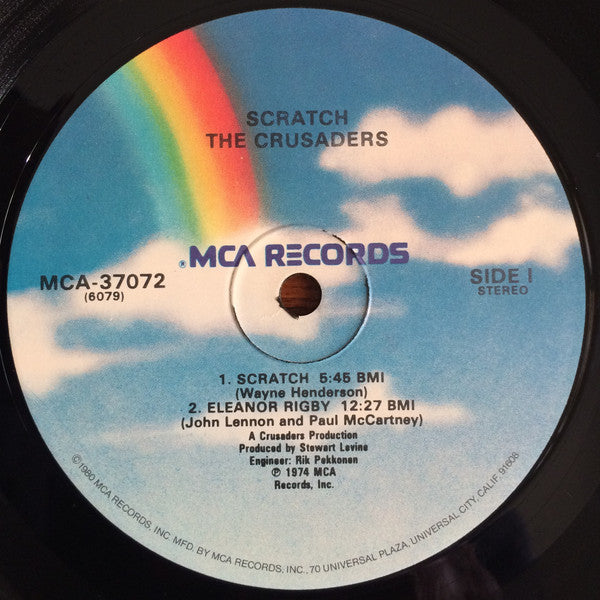 SCRATCH
THE CRUSADERS
®MCA RECORDS
MCA-37072
(6079)
SIDE I
STEREO
1. SCRATCH 5:45 BMI
(Wayne Henderson)
2. ELEANOR RIGBY 12:27 BMI
(John Lennon and Paul McCartney)
A Crusaders Production
Produced by Stewart Levine
Engineer: Rik Pekkonen
℗ 1974 MCA
Records, Inc.
©1980 MCA RECORDS, INC. MFD. BY MCA RECORDS, INC., 70 UNIVERSAL PLAZA, UNIVERSAL CITY, CALIF. 91608